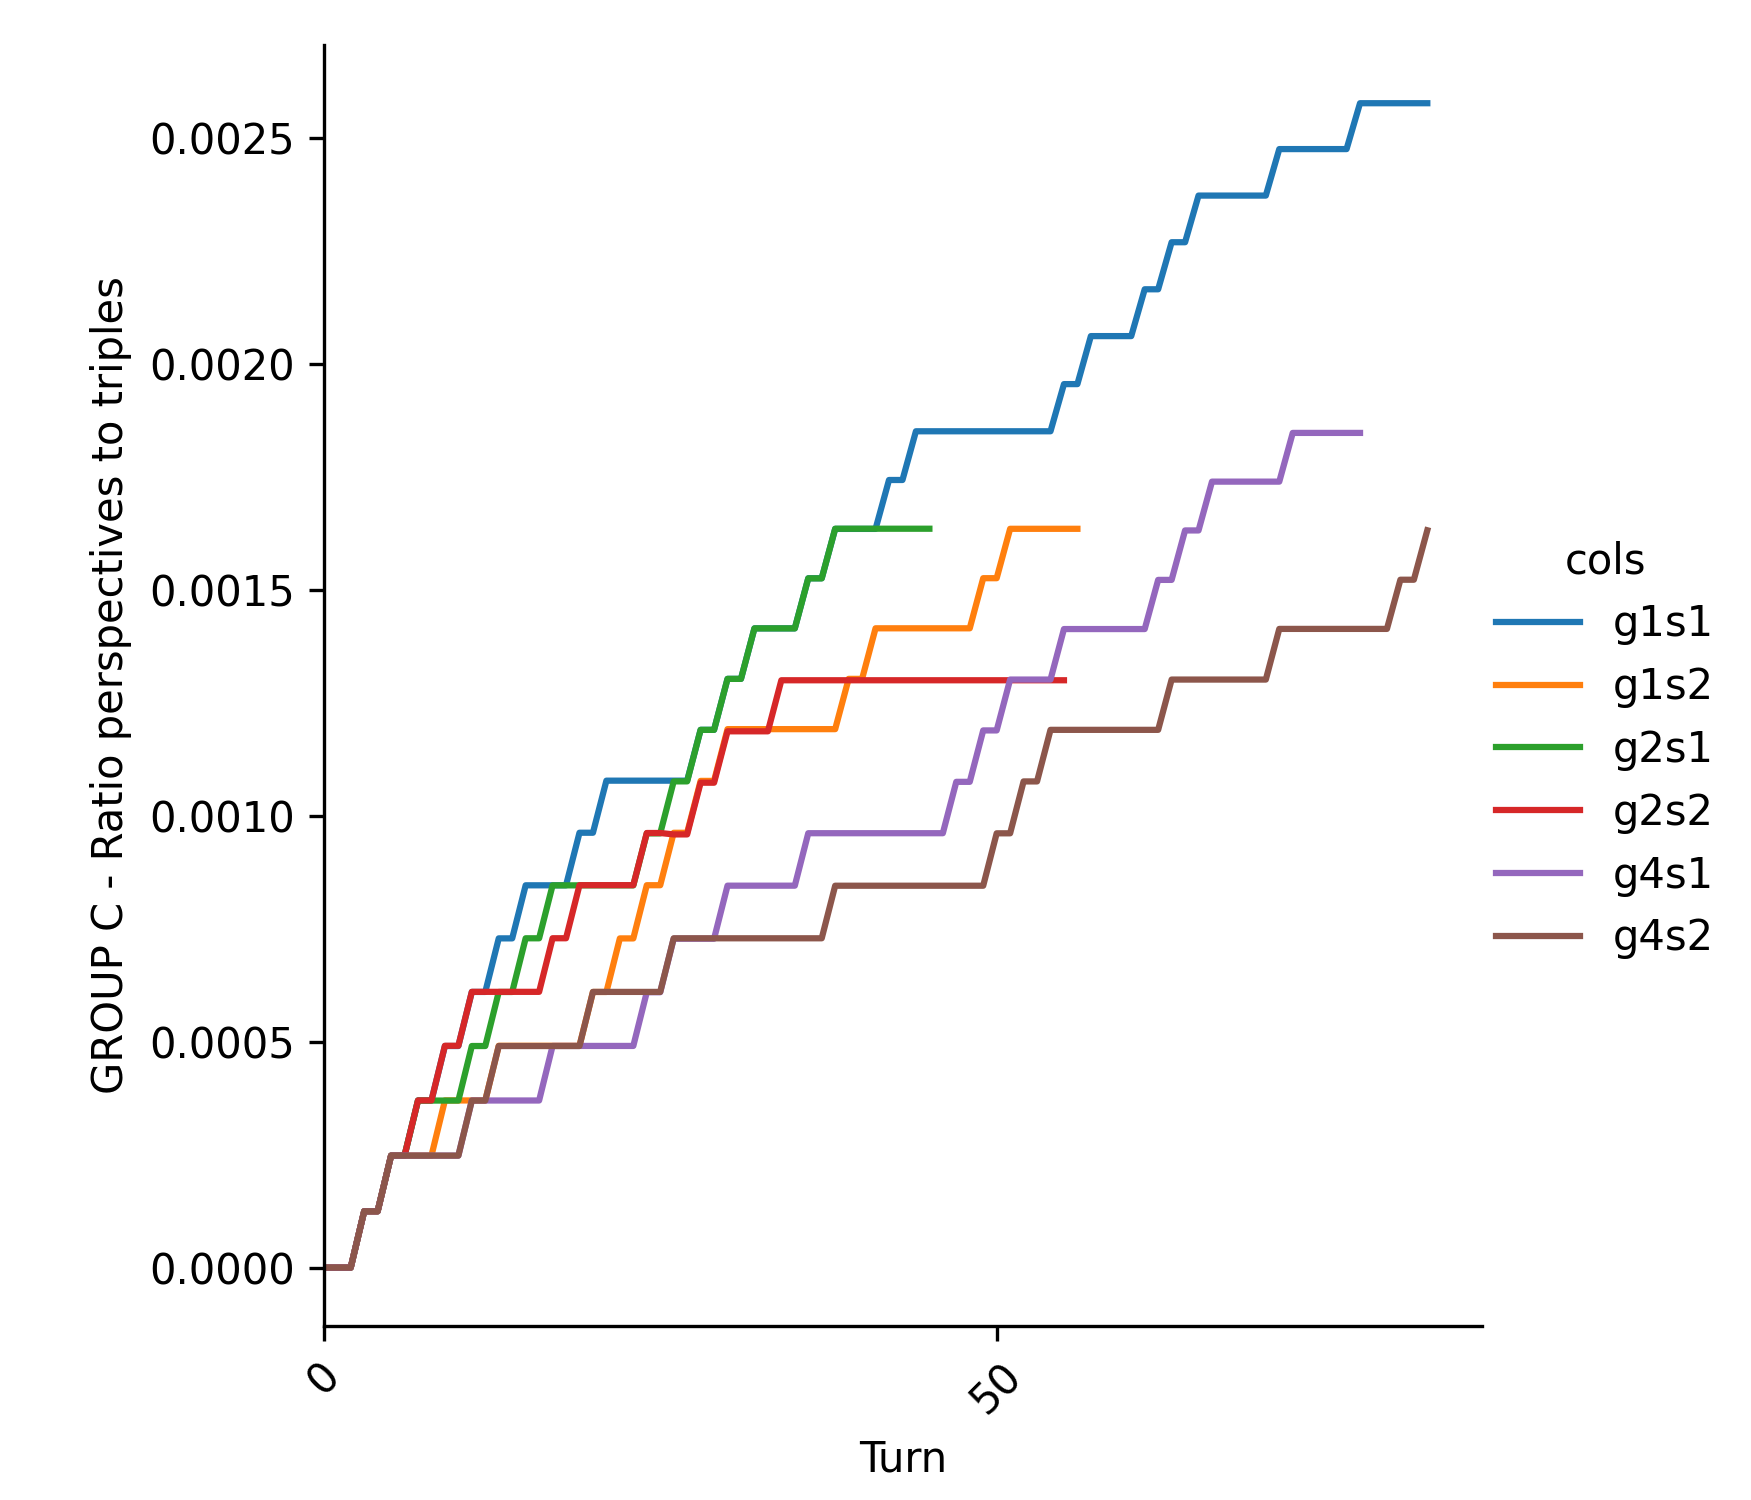 GROUP C - Ratio perspectives to triples
0.0025
0.0020
0.0015
0.0010
0.0005
0.0000
0
50
Turn
cols
g1s1
g1s2
g2s1
g2s2
g4s1
g4s2